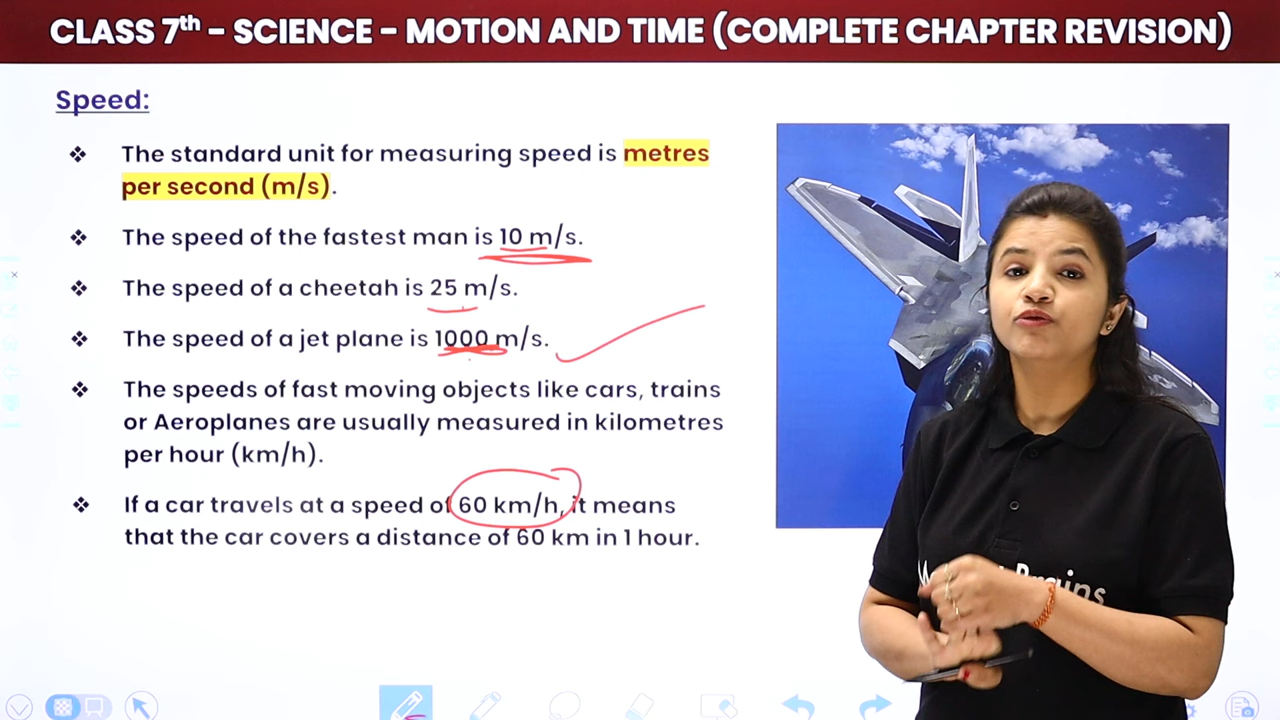 CLASS 7th – SCIENCE – MOTION AND TIME (COMPLETE CHAPTER REVISION)
Speed:
❖ The standard unit for measuring speed is metres
per second (m/s).
❖ The speed of the fastest man is 10 m/s.
❖ The speed of a cheetah is 25 m/s.
❖ The speed of a jet plane is 1000 m/s.
❖ The speeds of fast moving objects like cars, trains
or Aeroplanes are usually measured in kilometres
per hour (km/h).
❖ If a car travels at a speed of 60 km/h, it means
that the car covers a distance of 60 km in 1 hour.